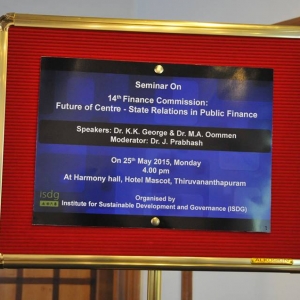 Seminar On
14th Finance Commission:
Future of Centre - State Relations in Public Finance
Speakers: Dr. K.K. George & Dr. M.A. Oommen
Moderator: Dr. J. Prabhash
On 25th May 2015, Monday
4.00 pm
At Harmony hall, Hotel Mascot, Thiruvananthapuram
Organised by
Institute for Sustainable Development and Governance (ISDG)
isdg